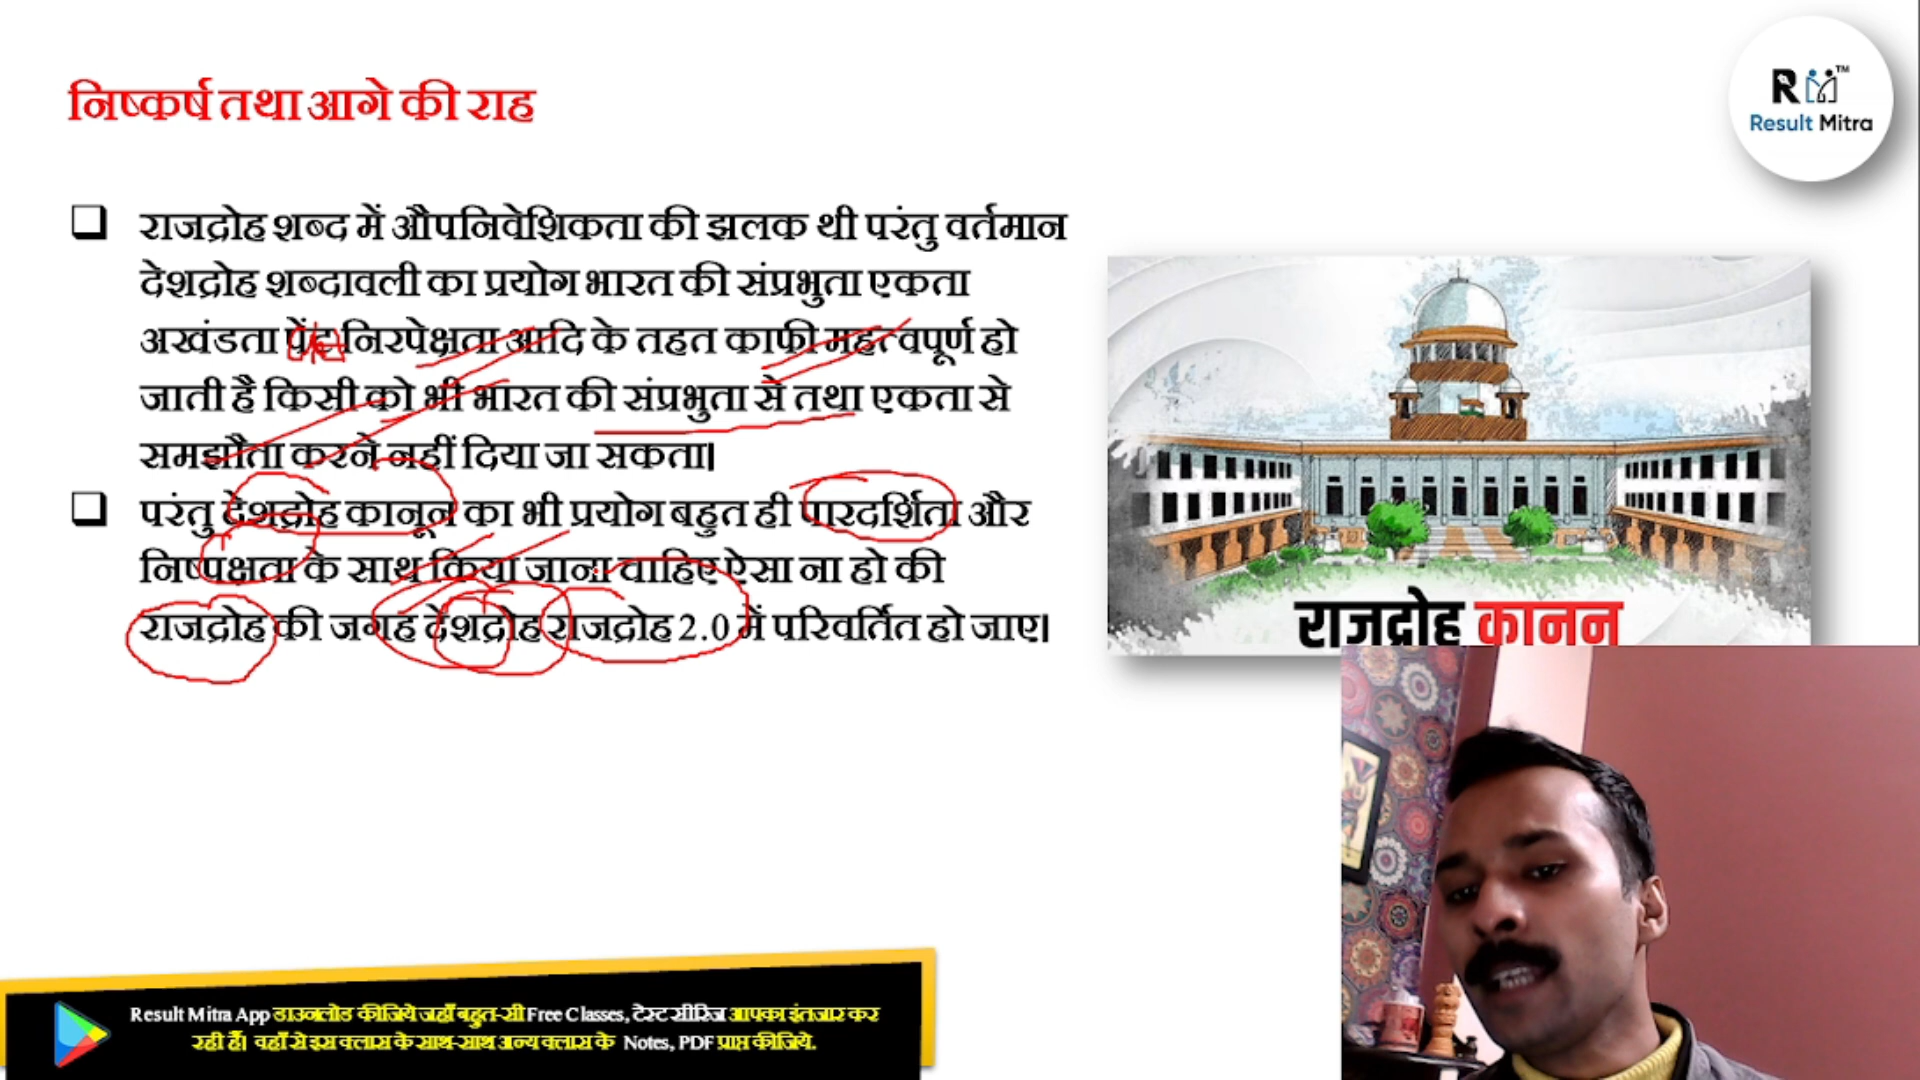 निष्कर्ष तथा आगे की राह
R TM
Result Mitra
राजद्रोह शब्द में औपनिवेशिकता की झलक थी परंतु वर्तमान
देशद्रोह शब्दावली का प्रयोग भारत की संप्रभुता एकता
अखंडता निरपेक्षता आदि के तहत काफी महत्वपूर्ण हो
जाती है किसी को भी भारत की संप्रभुता से तथा एकता से
समझौता करने नहीं दिया जा सकता।
परंतु देशद्रोह कानून का भी प्रयोग बहुत ही पारदर्शिता और
निष्पक्षता के साथ किया जाना चाहिए ऐसा ना हो की
राजद्रोह की जगह देशद्रोह राजद्रोह 2.0 में परिवर्तित हो जाए।
राजद्रोह कानून
Result Mitra App डाउनलोड कीजिये जहाँ बहुत-सी Free Classes, टेस्ट सीरिज आपका इंतजार कर
रही हैं। वहाँ से इस क्लास के साथ-साथ अन्य क्लास के Notes, PDF प्राप्त कीजिये.